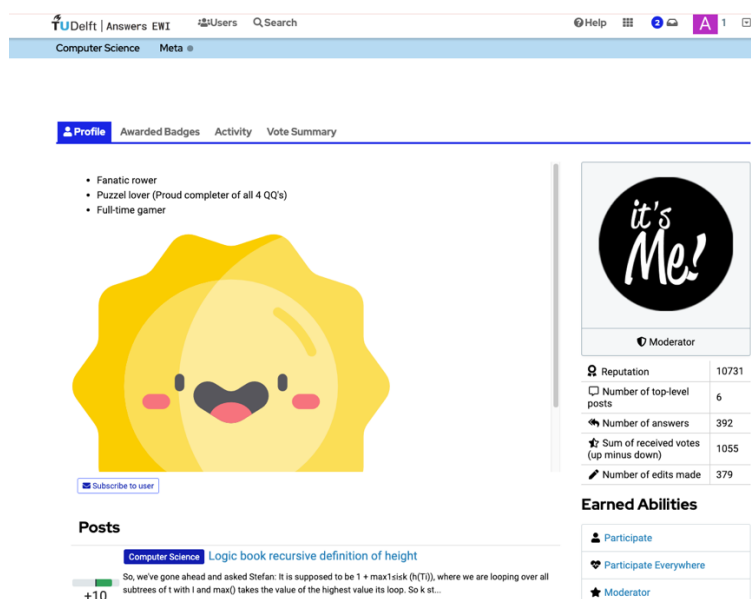 TUDelft | Answers EWI Users Search Help 2 A 1
Computer Science Meta
Profile Awarded Badges Activity Vote Summary
Fanatic rower
Puzzel lover (Proud completer of all 4 QQ's)
Full-time gamer
it's
Me!
Moderator
Reputation 10731
Number of top-level
posts 6
Number of answers 392
Sum of received votes
(up minus down) 1055
Number of edits made 379
Subscribe to user
Earned Abilities
Participate
Participate Everywhere
Moderator
Posts
Computer Science Logic book recursive definition of height
So, we've gone ahead and asked Stefan: It is supposed to be 1 + max1≤i≤k (h(Ti)), where we are looping over all
subtrees of t with I and max() takes the value of the highest value its loop. So k st...
+10